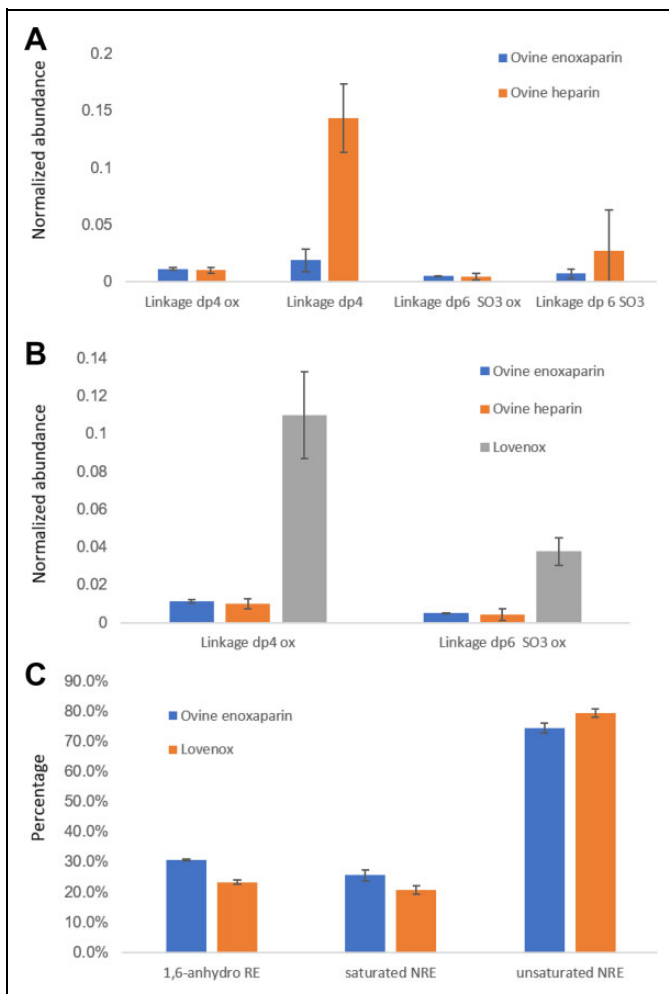 A
Normalized abundance
0.2
0.15
0.1
0.05
0
Ovine enoxaparin
Ovine heparin
Linkage dp4 ox
Linkage dp4
Linkage dp6 SO3 ox
Linkage dp 6 SO3
B
Normalized abundance
0.14
0.12
0.1
0.08
0.06
0.04
0.02
0
Ovine enoxaparin
Ovine heparin
Lovenox
Linkage dp4 ox
Linkage dp6 SO3 ox
C
Percentage
90.0%
80.0%
70.0%
60.0%
50.0%
40.0%
30.0%
20.0%
10.0%
0.0%
Ovine enoxaparin
Lovenox
1,6-anhydro RE
saturated NRE
unsaturated NRE